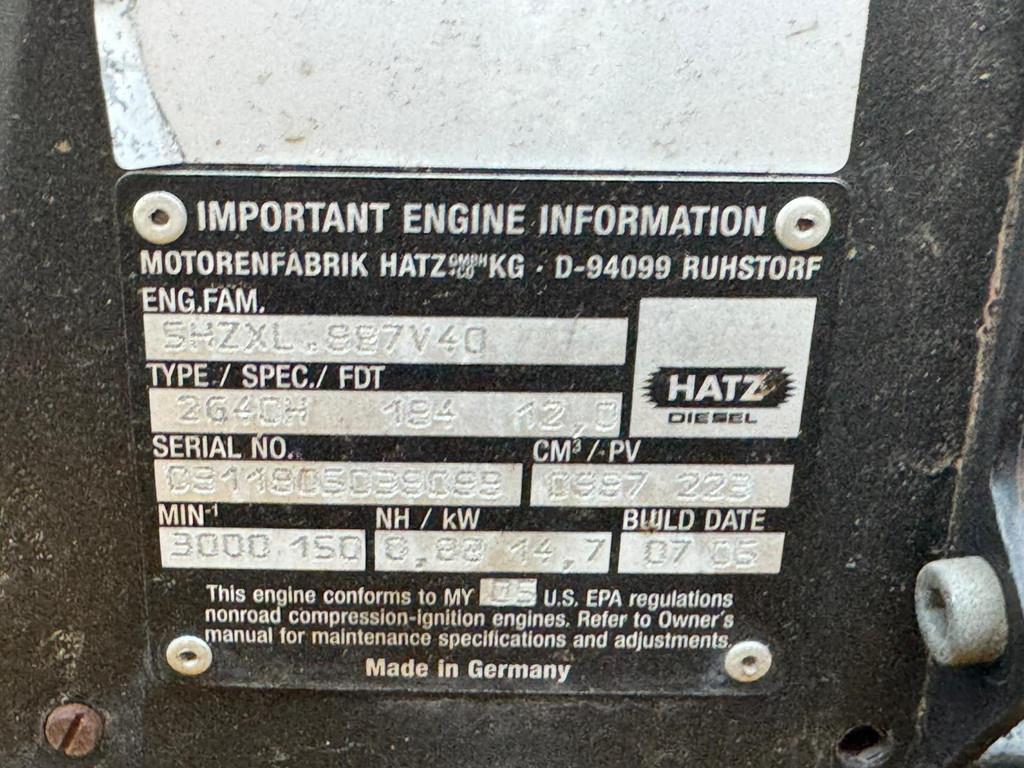 IMPORTANT ENGINE INFORMATION
MOTORENFABRIK HATZ GMBH+CO KG · D-94099 RUHSTORF
ENG.FAM.
5HZXL.997V40
HATZ
DIESEL
TYPE / SPEC./ FDT
2G40H 184 12,0
SERIAL NO. CM³ / PV
0997 223
MIN-1 NH / kW BUILD DATE
3000 150 14,7 07 05
This engine conforms to MY 05 U.S. EPA regulations
nonroad compression-ignition engines. Refer to Owner's
manual for maintenance specifications and adjustments.
Made in Germany